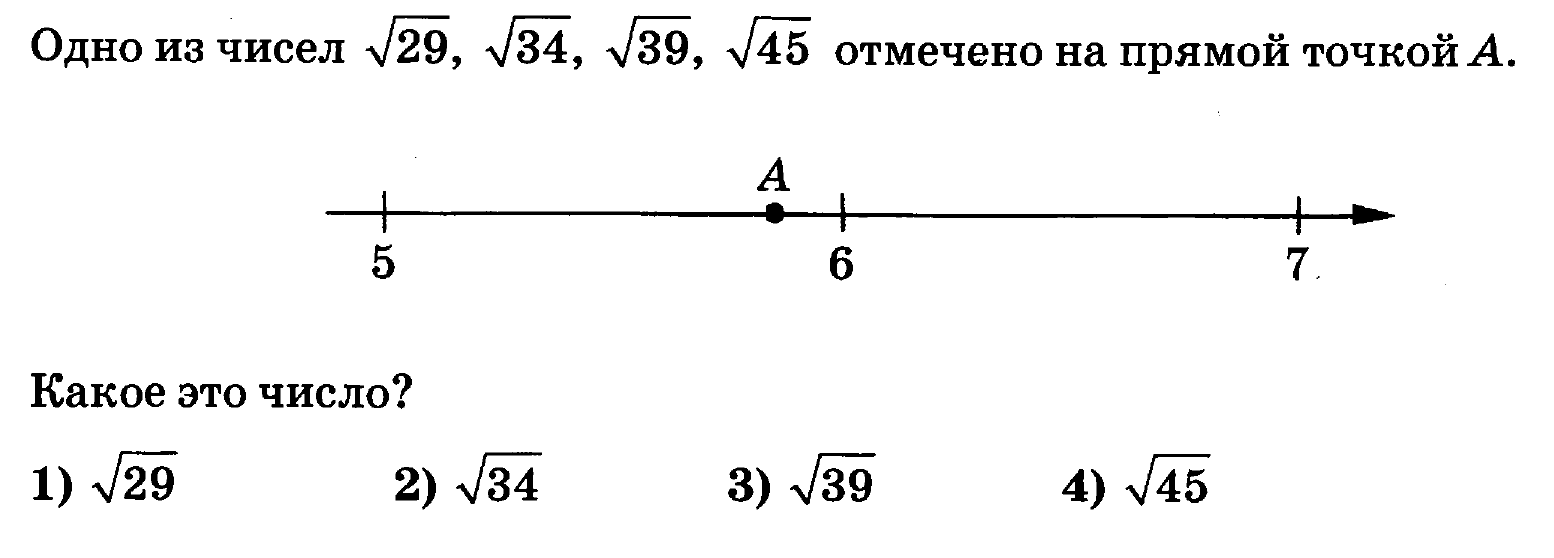 Одно из чисел √29, √34, √39, √45 отмечено на прямой точкой A.
A
5 6 7
Какое это число?
1) √29 2) √34 3) √39 4) √45